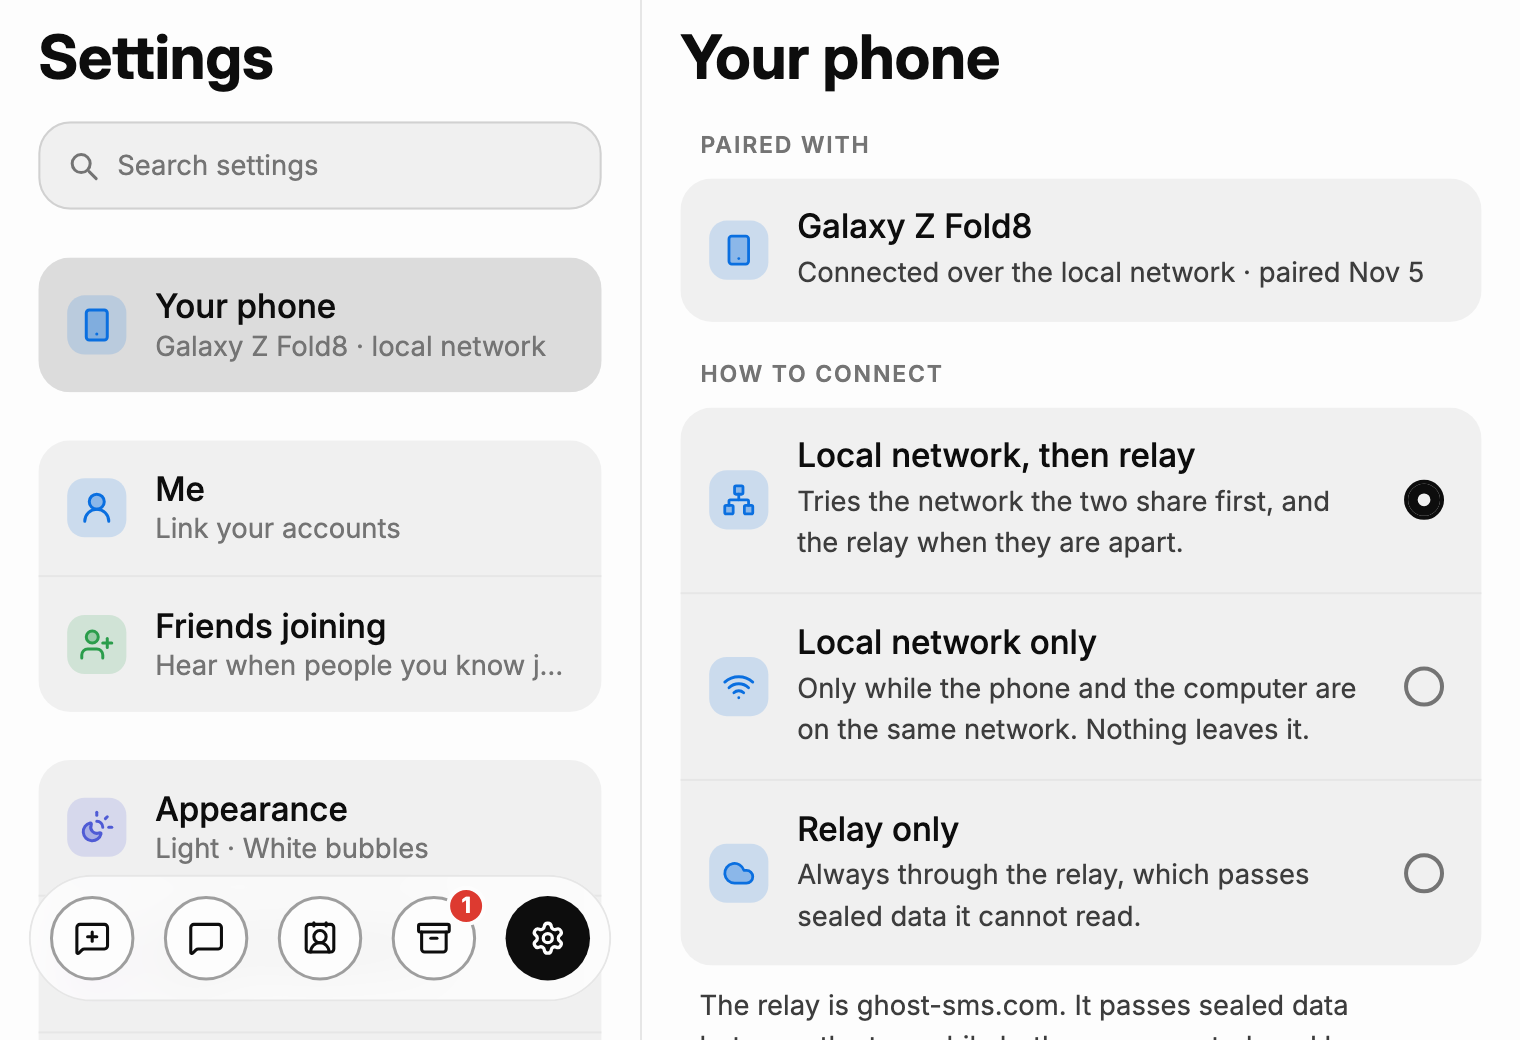 Settings
Search settings
Your phone
Galaxy Z Fold8 · local network
Me
Link your accounts
Friends joining
Hear when people you know j...
Appearance
Light · White bubbles
1
Your phone
PAIRED WITH
Galaxy Z Fold8
Connected over the local network · paired Nov 5
HOW TO CONNECT
Local network, then relay
Tries the network the two share first, and
the relay when they are apart.
Local network only
Only while the phone and the computer are
on the same network. Nothing leaves it.
Relay only
Always through the relay, which passes
sealed data it cannot read.
The relay is ghost-sms.com. It passes sealed data